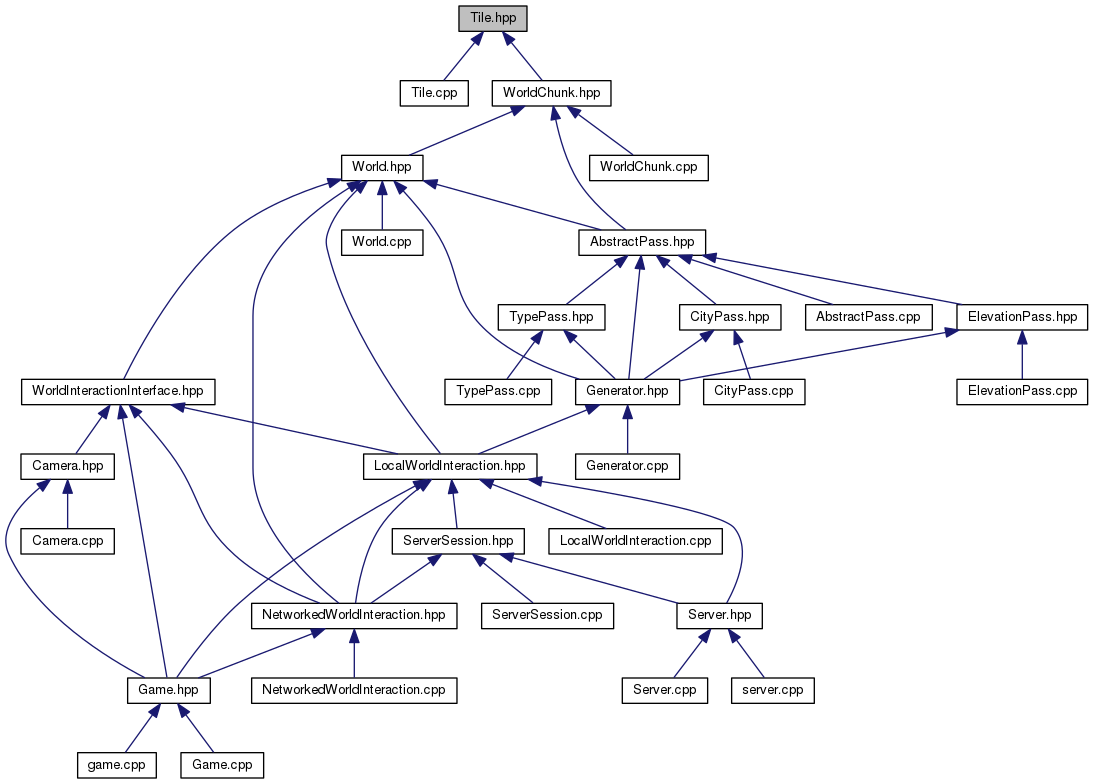 Tile.hpp
Tile.cpp
WorldChunk.hpp
World.hpp
WorldChunk.cpp
World.cpp
AbstractPass.hpp
TypePass.hpp
CityPass.hpp
AbstractPass.cpp
ElevationPass.hpp
WorldInteractionInterface.hpp
TypePass.cpp
Generator.hpp
CityPass.cpp
ElevationPass.cpp
Camera.hpp
LocalWorldInteraction.hpp
Generator.cpp
Camera.cpp
ServerSession.hpp
LocalWorldInteraction.cpp
NetworkedWorldInteraction.hpp
ServerSession.cpp
Server.hpp
Game.hpp
NetworkedWorldInteraction.cpp
Server.cpp
server.cpp
game.cpp
Game.cpp